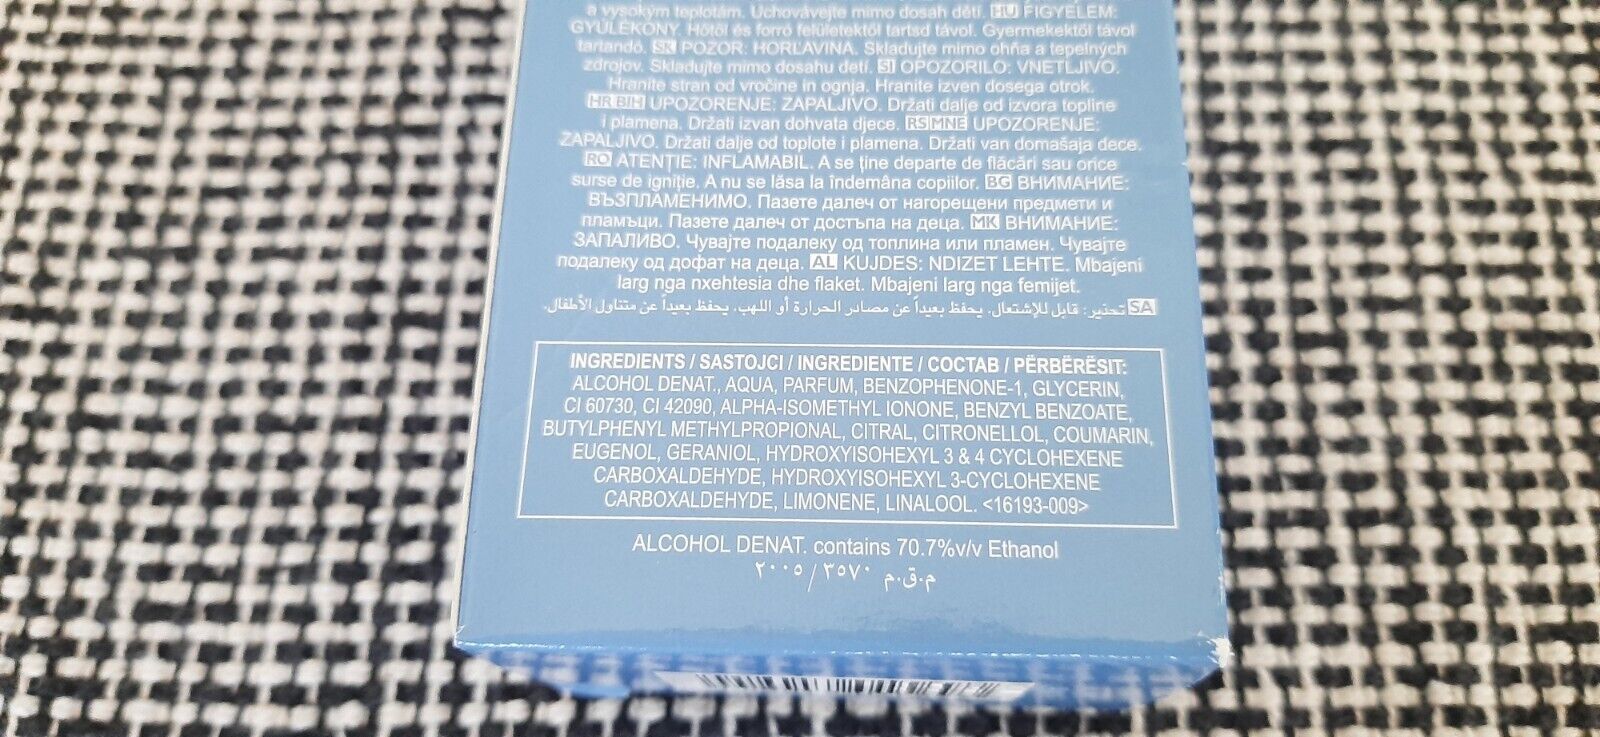 a vysokým teplotám. Uchovávejte mimo dosah dětí. HU FIGYELEM:
GYÚLÉKONY. Hőtől és forró felületektől tartsd távol. Gyermekektől távol
tartandó. SK POZOR: HORĽAVINA. Skladujte mimo ohňa a tepelných
zdrojov. Skladujte mimo dosahu detí. SI OPOZORILO: VNETLJIVO.
Hranite stran od vročine in ognja. Hranite izven dosega otrok.
HR BIH UPOZORENJE: ZAPALJIVO. Držati dalje od izvora topline
i plamena. Držati izvan dohvata djece. RS MNE UPOZORENJE:
ZAPALJIVO. Držati dalje od toplote i plamena. Držati van domašaja dece.
RO ATENȚIE: INFLAMABIL. A se ține departe de flăcări sau orice
surse de igniție. A nu se lăsa la îndemâna copiilor. BG ВНИМАНИЕ:
ВЪЗПЛАМЕНИМО. Пазете далеч от нагорещени предмети и
пламъци. Пазете далеч от достъпа на деца. MK ВНИМАНИЕ:
ЗАПАЛИВО. Чувајте подалеку од топлина или пламен. Чувајте
подалеку од дофат на деца. AL KUJDES: NDIZET LEHTE. Mbajeni
larg nga nxehtesia dhe flaket. Mbajeni larg nga femijet.
SA تحذير: قابل للإشتعال. يحفظ بعيداً عن مصادر الحرارة أو اللهب. يحفظ بعيداً عن متناول الأطفال.
INGREDIENTS / SASTOJCI / INGREDIENTE / СОСТАВ / PËRBËRËSIT:
ALCOHOL DENAT., AQUA, PARFUM, BENZOPHENONE-1, GLYCERIN,
CI 60730, CI 42090, ALPHA-ISOMETHYL IONONE, BENZYL BENZOATE,
BUTYLPHENYL METHYLPROPIONAL, CITRAL, CITRONELLOL, COUMARIN,
EUGENOL, GERANIOL, HYDROXYISOHEXYL 3 & 4 CYCLOHEXENE
CARBOXALDEHYDE, HYDROXYISOHEXYL 3-CYCLOHEXENE
CARBOXALDEHYDE, LIMONENE, LINALOOL. <16193-009>
ALCOHOL DENAT. contains 70.7%v/v Ethanol
م.ق.م ٢٠٠٥/٣٥٧٠